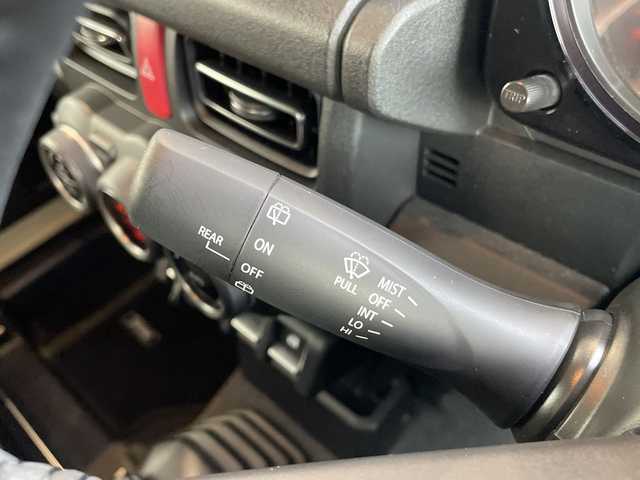 TRIP
REAR
ON
OFF
PULL
MIST
OFF
INT
LO
HI